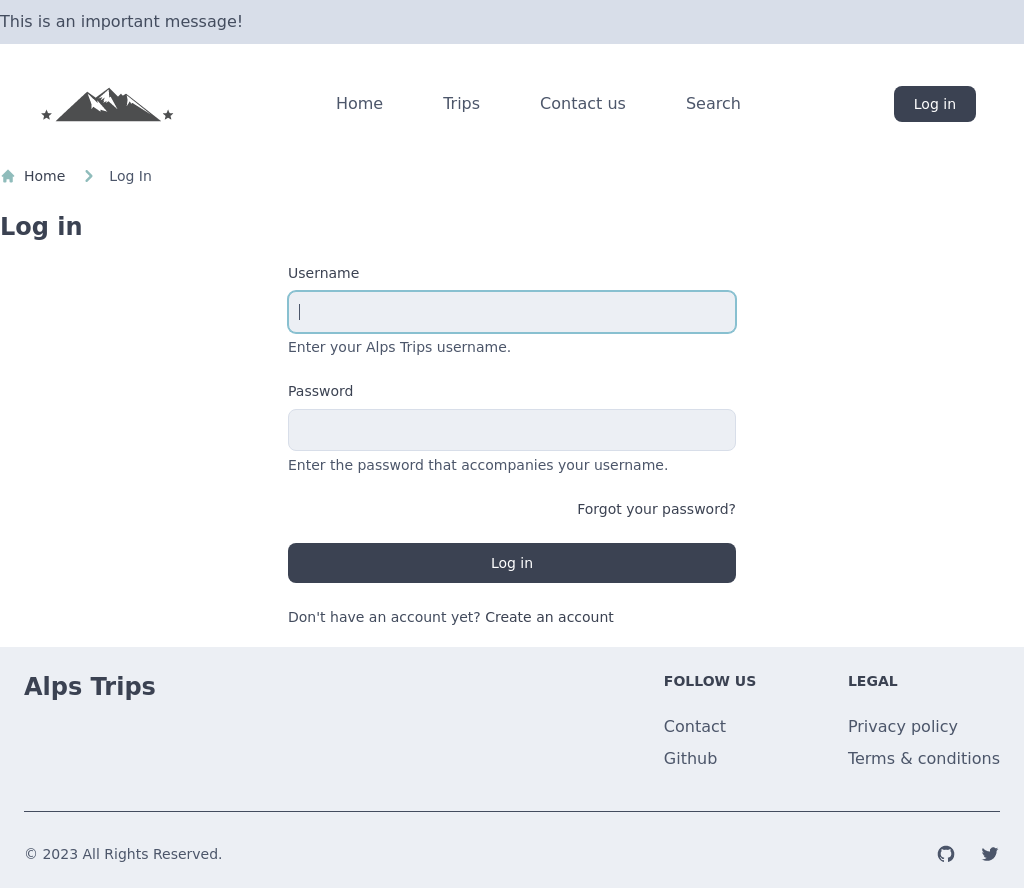 This is an important message!
Home
Trips
Contact us
Search
Log in
Home
Log In
Log in
Username
Enter your Alps Trips username.
Password
Enter the password that accompanies your username.
Forgot your password?
Log in
Don't have an account yet? Create an account
Alps Trips
FOLLOW US
Contact
Github
LEGAL
Privacy policy
Terms & conditions
© 2023 All Rights Reserved.